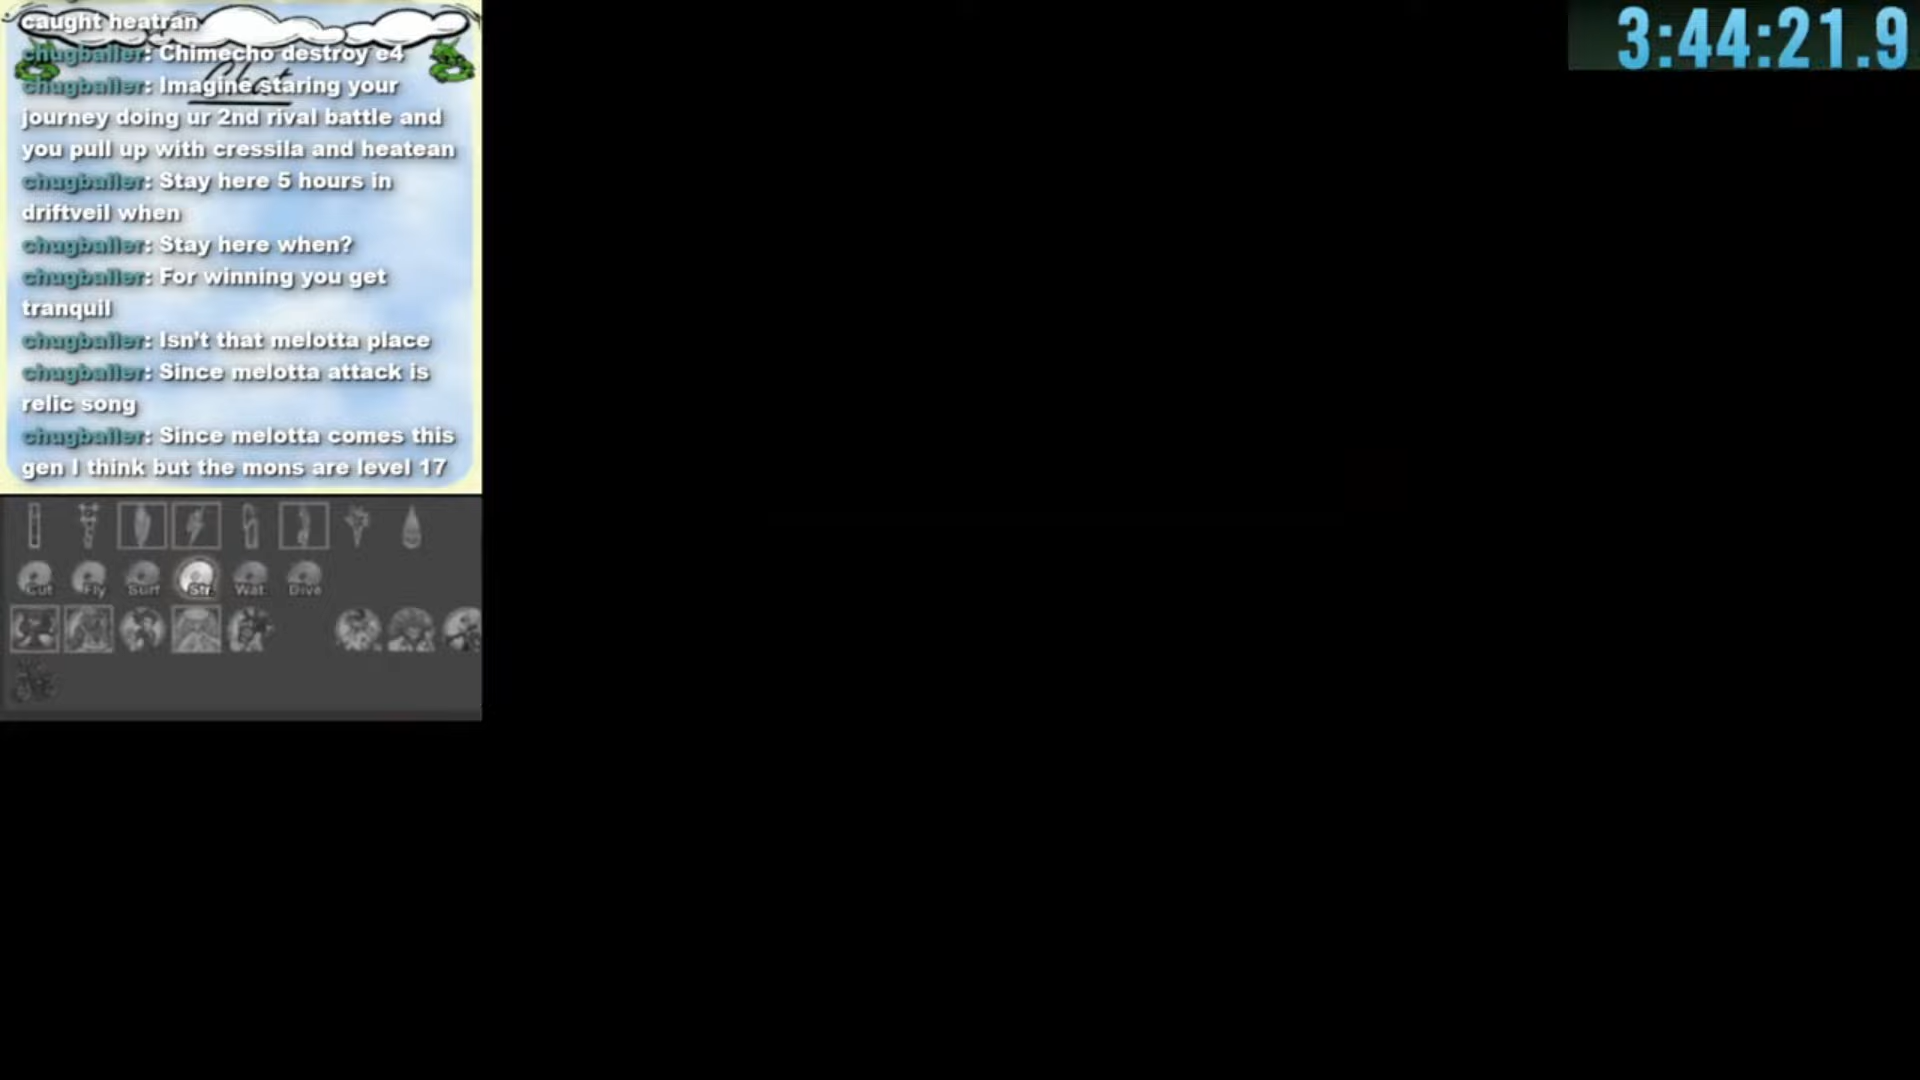 caught heatran
chugballer: Chimecho destroy e4
Chat
chugballer: Imagine staring your
journey doing ur 2nd rival battle and
you pull up with cressila and heatean
chugballer: Stay here 5 hours in
driftveil when
chugballer: Stay here when?
chugballer: For winning you get
tranquil
chugballer: Isn't that melotta place
chugballer: Since melotta attack is
relic song
chugballer: Since melotta comes this
gen I think but the mons are level 17
Cut Fly Surf Str Wat Dive
3:44:21.9